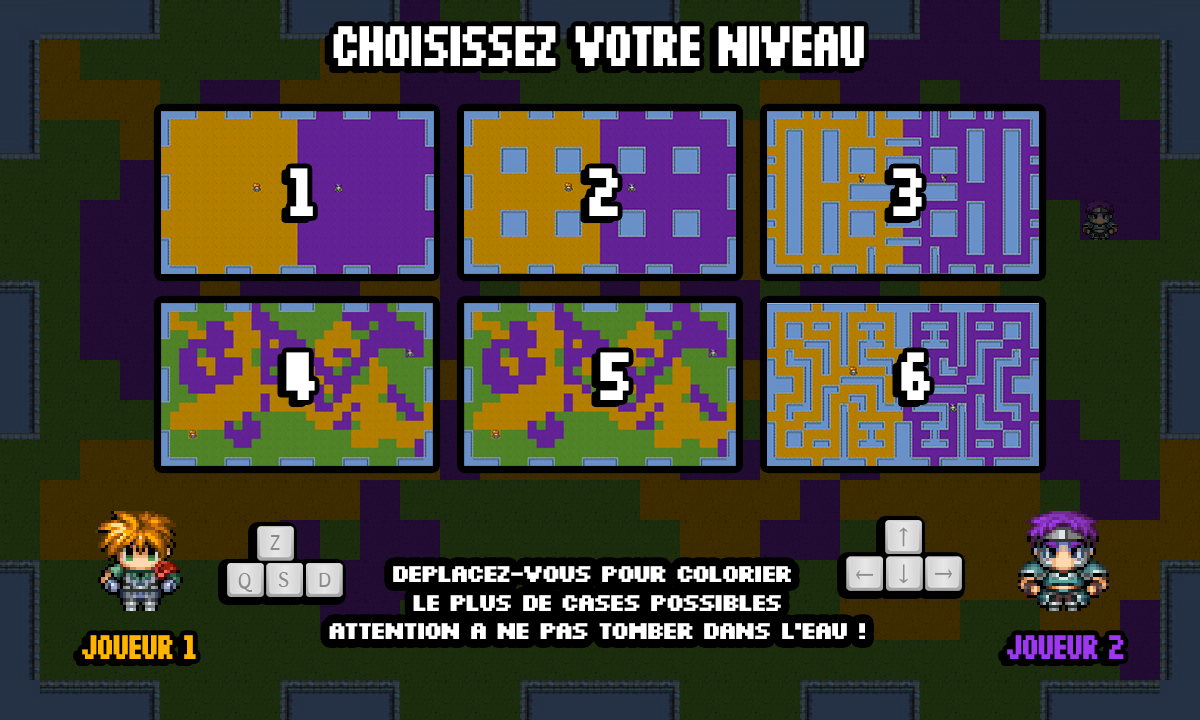 CHOISISSEZ VOTRE NIVEAU
1 2 3
4 5 6
Z
Q S D
↑
← ↓ →
DEPLACEZ-VOUS POUR COLORIER
LE PLUS DE CASES POSSIBLES
ATTENTION A NE PAS TOMBER DANS L'EAU !
JOUEUR 1
JOUEUR 2